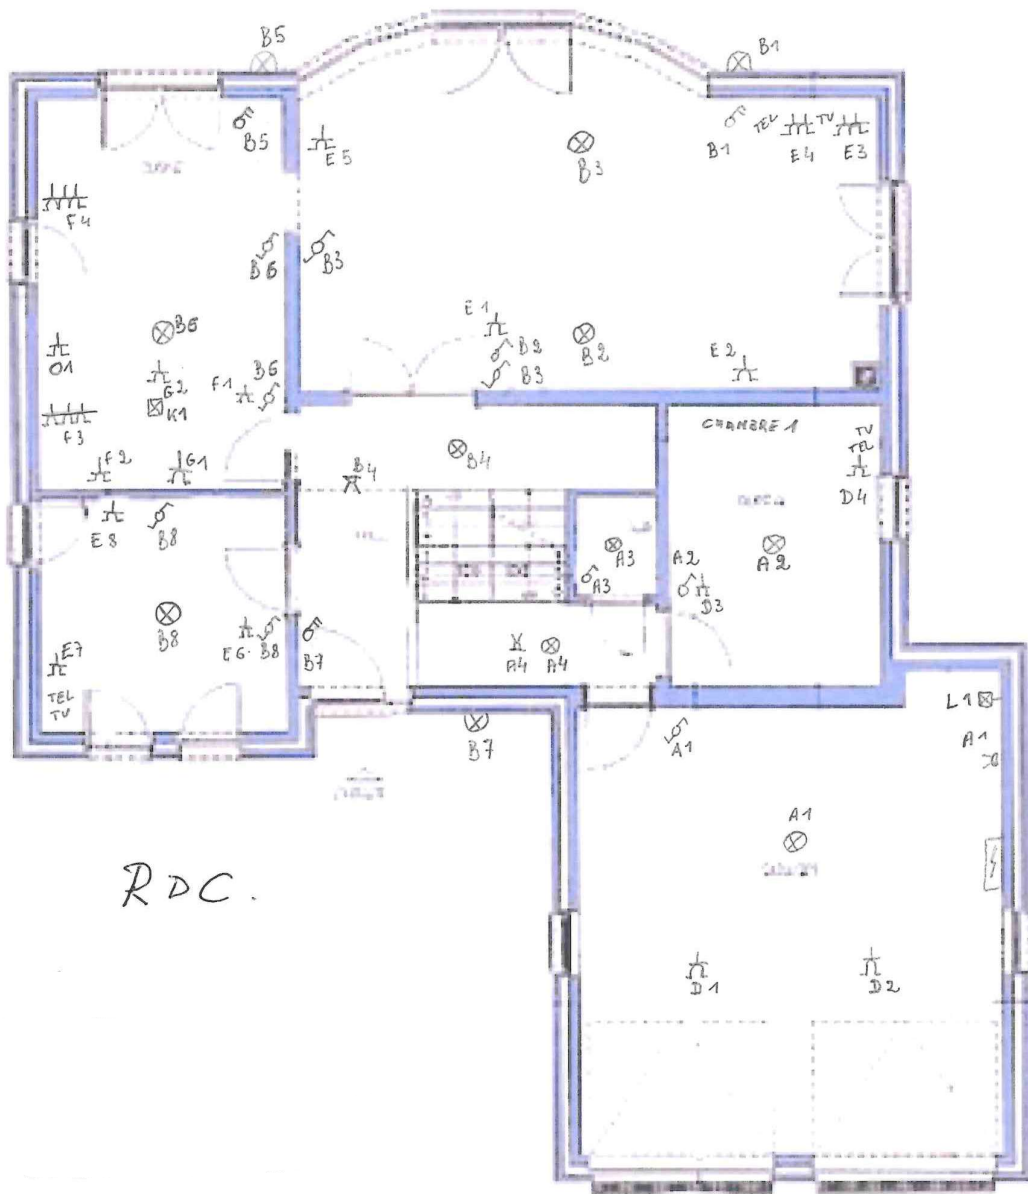 B5
B1
B5
E5
B3
B1
TEL
TV
E4
E3
F4
B6
B3
E1
B6
B2
B3
B2
E2
O1
G2
K1
F1
B6
F3
F2
G1
B4
B4
CHAMBRE 1
TV
TEL
D4
E8
B8
A3
A3
A2
D3
A2
B8
E6
B8
B7
A4
A4
E7
TEL
TV
B7
A1
L1
A1
A1
RDC.
D1
D2